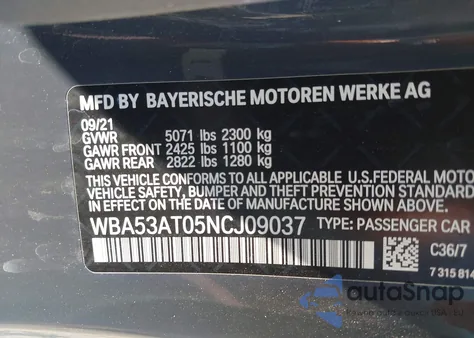 MFD BY BAYERISCHE MOTOREN WERKE AG
09/21
GVWR 5071 lbs 2300 kg
GAWR FRONT 2425 lbs 1100 kg
GAWR REAR 2822 lbs 1280 kg
THIS VEHICLE CONFORMS TO ALL APPLICABLE U.S.FEDERAL MOTOR
VEHICLE SAFETY, BUMPER AND THEFT PREVENTION STANDARD
IN EFFECT ON THE DATE OF MANUFACTURE SHOWN ABOVE.
WBA53AT05NCJ09037 TYPE: PASSENGER CAR
C36/7
7 315 814
autoSnap